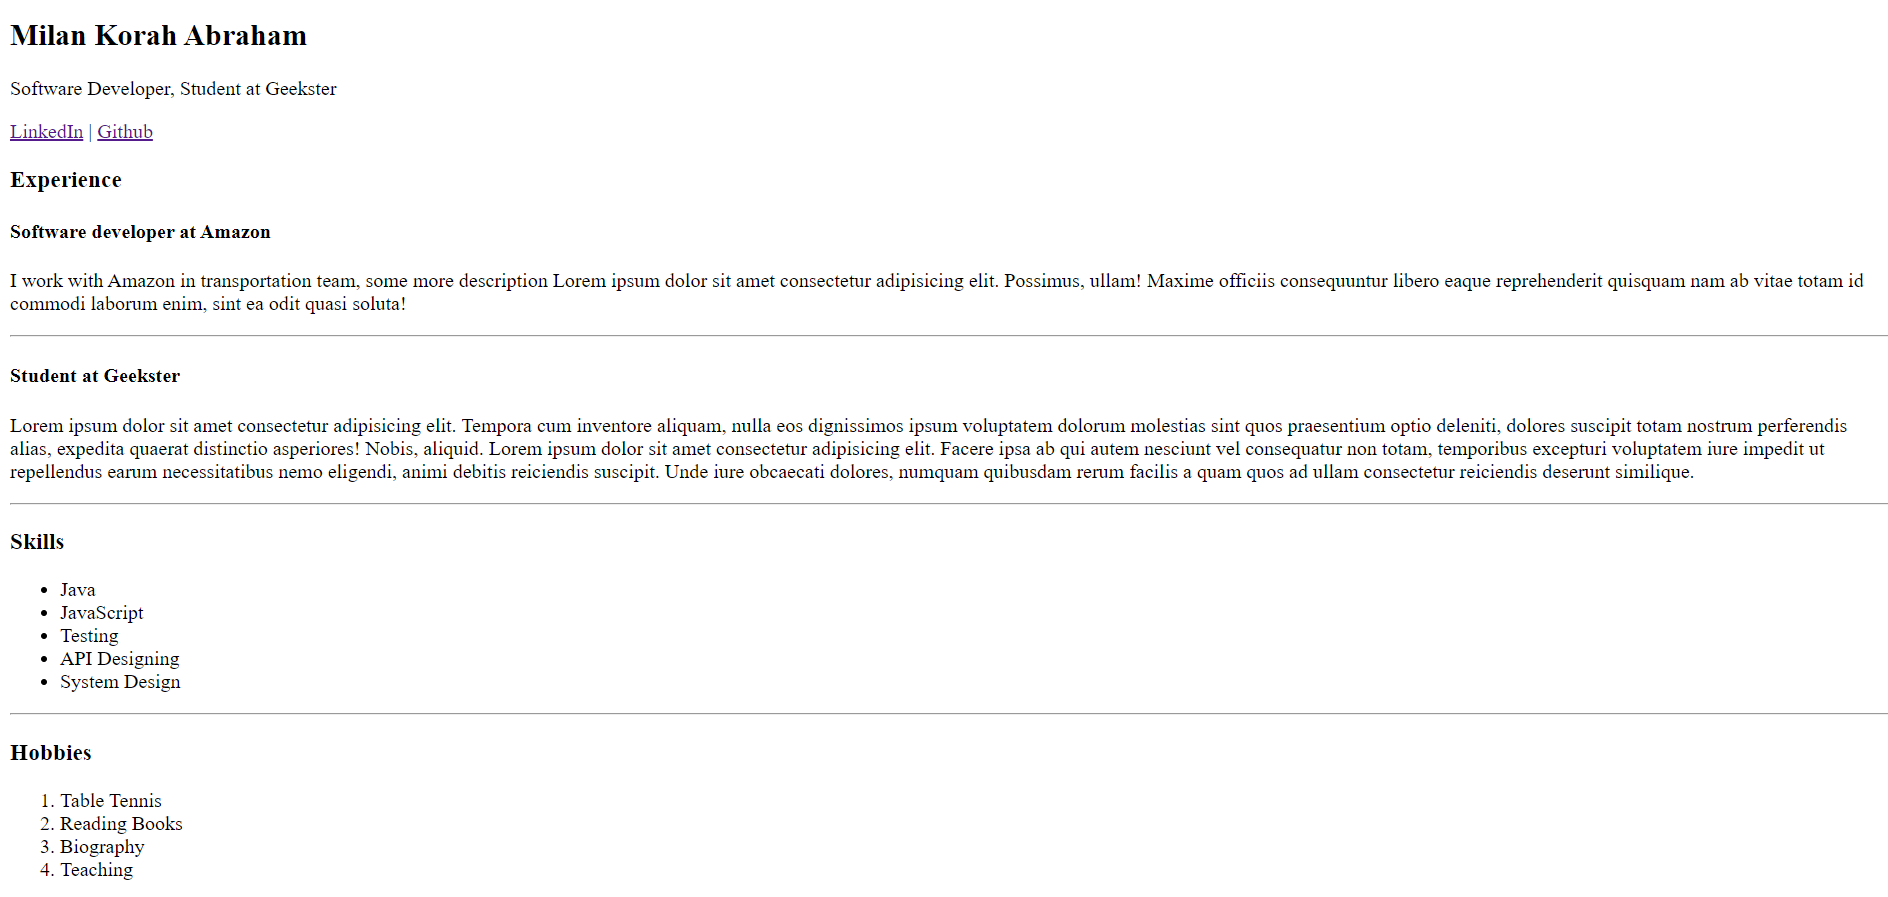 Milan Korah Abraham
Software Developer, Student at Geekster
LinkedIn | Github
Experience
Software developer at Amazon
I work with Amazon in transportation team, some more description Lorem ipsum dolor sit amet consectetur adipisicing elit. Possimus, ullam! Maxime officiis consequuntur libero eaque reprehenderit quisquam nam ab vitae totam id
commodi laborum enim, sint ea odit quasi soluta!
Student at Geekster
Lorem ipsum dolor sit amet consectetur adipisicing elit. Tempora cum inventore aliquam, nulla eos dignissimos ipsum voluptatem dolorum molestias sint quos praesentium optio deleniti, dolores suscipit totam nostrum perferendis
alias, expedita quaerat distinctio asperiores! Nobis, aliquid. Lorem ipsum dolor sit amet consectetur adipisicing elit. Facere ipsa ab qui autem nesciunt vel consequatur non totam, temporibus excepturi voluptatem iure impedit ut
repellendus earum necessitatibus nemo eligendi, animi debitis reiciendis suscipit. Unde iure obcaecati dolores, numquam quibusdam rerum facilis a quam quos ad ullam consectetur reiciendis deserunt similique.
Skills
• Java
• JavaScript
• Testing
• API Designing
• System Design
Hobbies
1. Table Tennis
2. Reading Books
3. Biography
4. Teaching